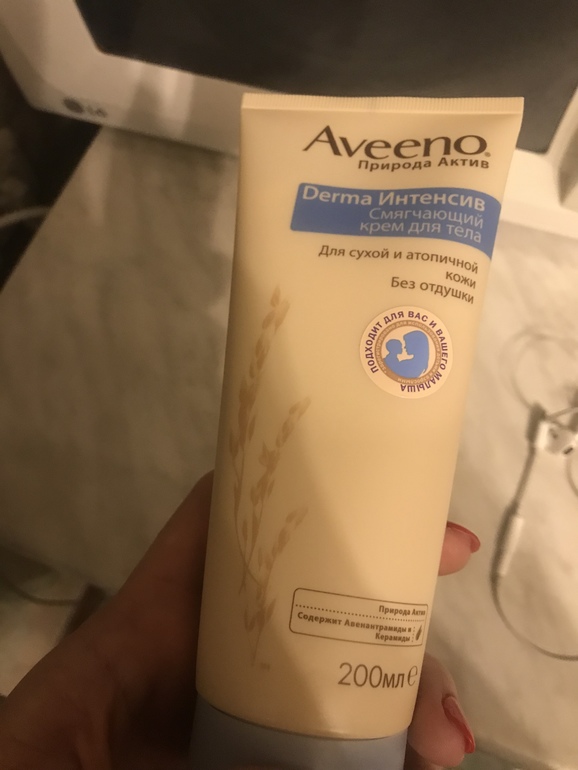 LG
AVEENO®
Природа Актив
Derma Интенсив
Смягчающий
крем для тела
Для сухой и атопичной
кожи
Без отдушки
ПОДХОДИТ ДЛЯ ВАС И ВАШЕГО МАЛЫША
Природа Актив
Содержит Авенантрамиды и
Керамиды
200мл℮